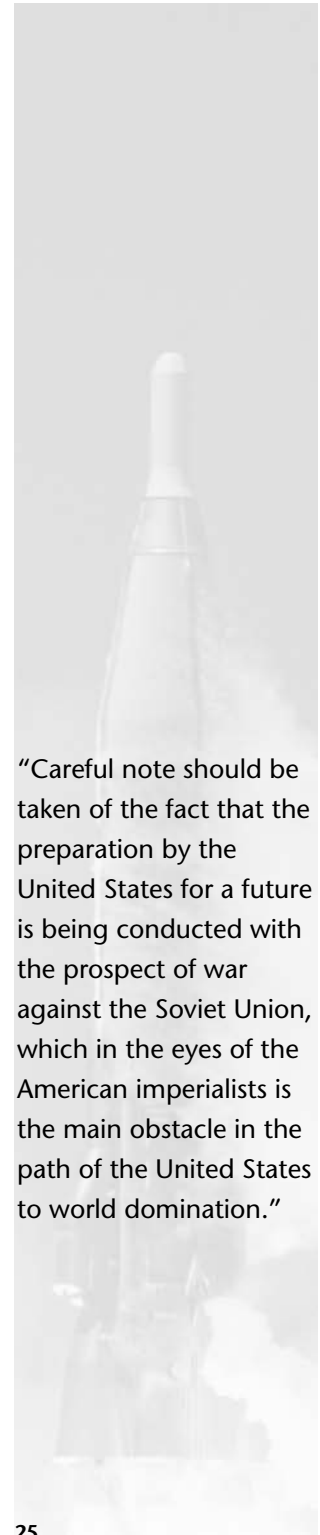 “Careful note should be
taken of the fact that the
preparation by the
United States for a future
is being conducted with
the prospect of war
against the Soviet Union,
which in the eyes of the
American imperialists is
the main obstacle in the
path of the United States
to world domination.”
25